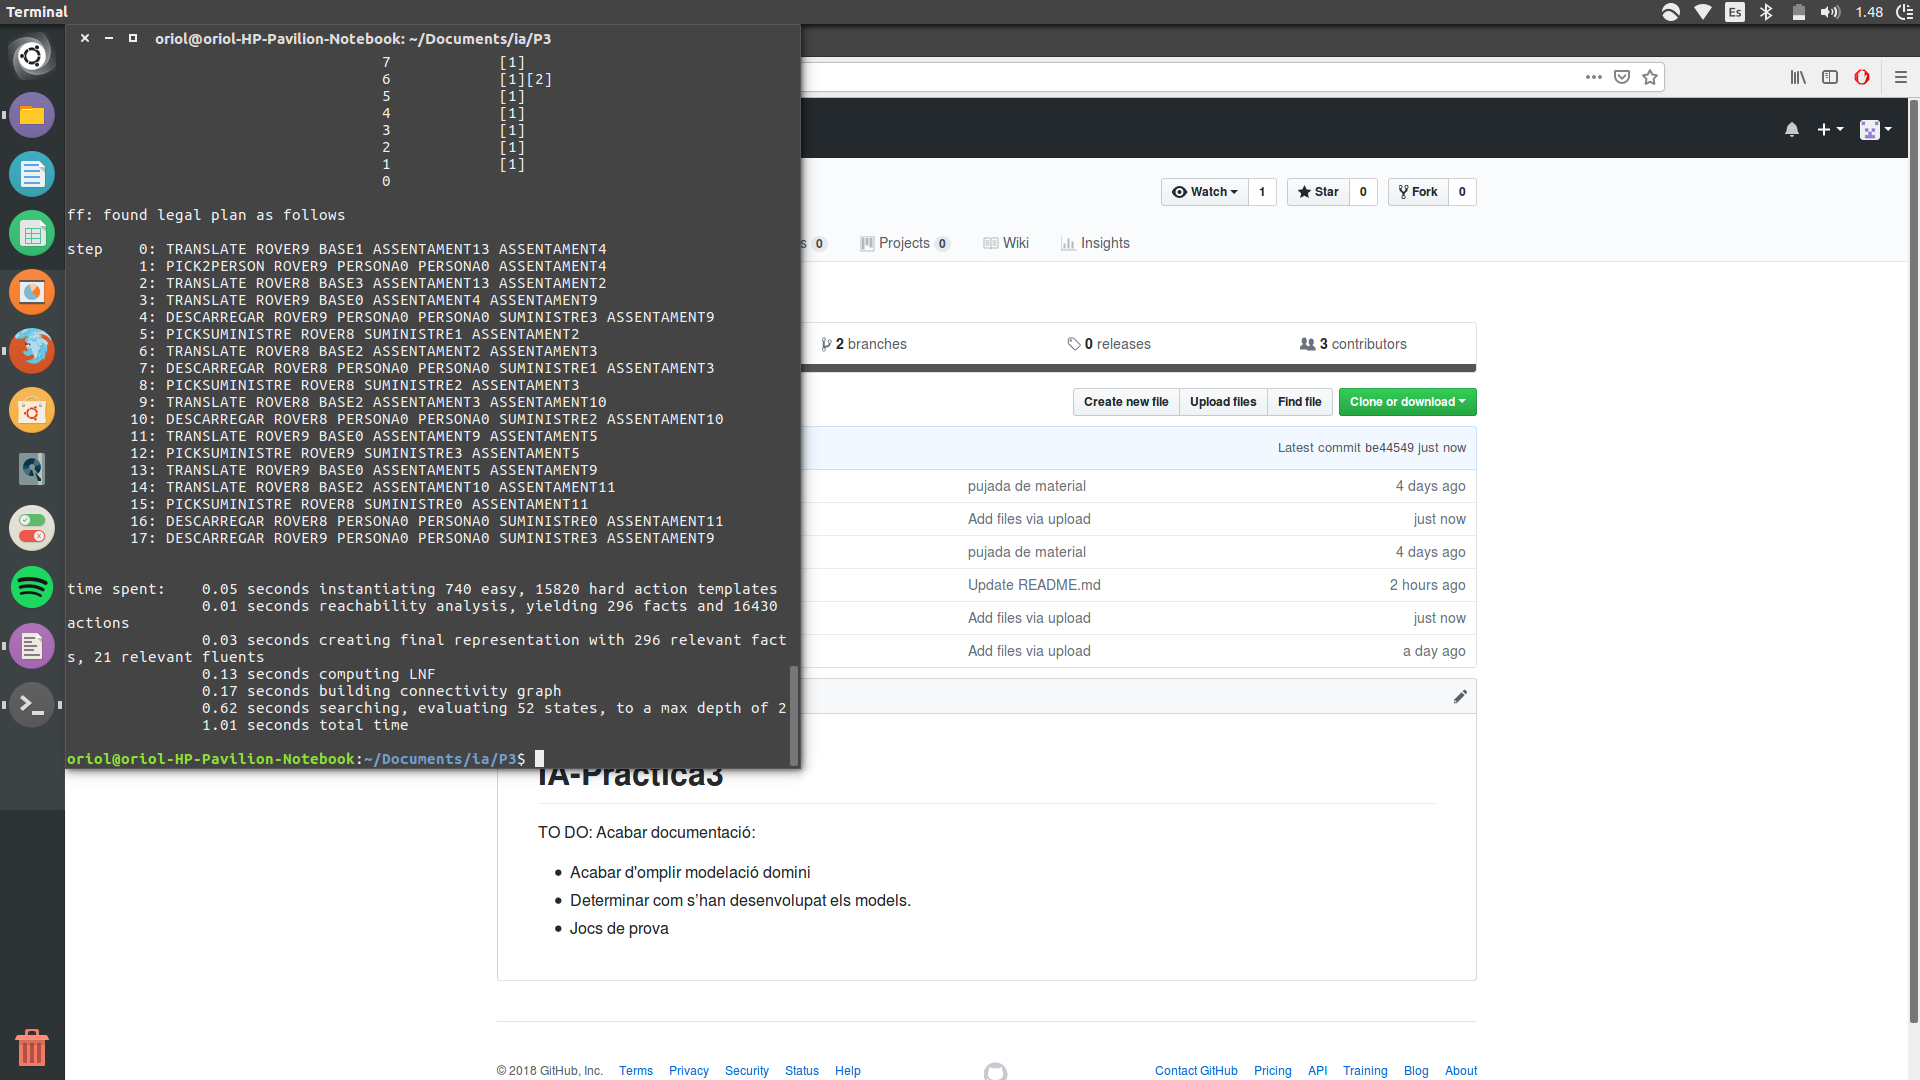 Terminal
Es
1.48
oriol@oriol-HP-Pavilion-Notebook: ~/Documents/ia/P3
7 [1]
6 [1][2]
5 [1]
4 [1]
3 [1]
2 [1]
1 [1]
0
ff: found legal plan as follows
step 0: TRANSLATE ROVER9 BASE1 ASSENTAMENT13 ASSENTAMENT4
1: PICK2PERSON ROVER9 PERSONA0 PERSONA0 ASSENTAMENT4
2: TRANSLATE ROVER8 BASE3 ASSENTAMENT13 ASSENTAMENT2
3: TRANSLATE ROVER9 BASE0 ASSENTAMENT4 ASSENTAMENT9
4: DESCARREGAR ROVER9 PERSONA0 PERSONA0 SUMINISTRE3 ASSENTAMENT9
5: PICKSUMINISTRE ROVER8 SUMINISTRE1 ASSENTAMENT2
6: TRANSLATE ROVER8 BASE2 ASSENTAMENT2 ASSENTAMENT3
7: DESCARREGAR ROVER8 PERSONA0 PERSONA0 SUMINISTRE1 ASSENTAMENT3
8: PICKSUMINISTRE ROVER8 SUMINISTRE2 ASSENTAMENT3
9: TRANSLATE ROVER8 BASE2 ASSENTAMENT3 ASSENTAMENT10
10: DESCARREGAR ROVER8 PERSONA0 PERSONA0 SUMINISTRE2 ASSENTAMENT10
11: TRANSLATE ROVER9 BASE0 ASSENTAMENT9 ASSENTAMENT5
12: PICKSUMINISTRE ROVER9 SUMINISTRE3 ASSENTAMENT5
13: TRANSLATE ROVER9 BASE0 ASSENTAMENT5 ASSENTAMENT9
14: TRANSLATE ROVER8 BASE2 ASSENTAMENT10 ASSENTAMENT11
15: PICKSUMINISTRE ROVER8 SUMINISTRE0 ASSENTAMENT11
16: DESCARREGAR ROVER8 PERSONA0 PERSONA0 SUMINISTRE0 ASSENTAMENT11
17: DESCARREGAR ROVER9 PERSONA0 PERSONA0 SUMINISTRE3 ASSENTAMENT9
time spent: 0.05 seconds instantiating 740 easy, 15820 hard action templates
0.01 seconds reachability analysis, yielding 296 facts and 16430
actions
0.03 seconds creating final representation with 296 relevant fact
s, 21 relevant fluents
0.13 seconds computing LNF
0.17 seconds building connectivity graph
0.62 seconds searching, evaluating 52 states, to a max depth of 2
1.01 seconds total time
oriol@oriol-HP-Pavilion-Notebook:~/Documents/ia/P3$
Watch 1 Star 0 Fork 0
s 0 Projects 0 Wiki Insights
2 branches 0 releases 3 contributors
Create new file Upload files Find file Clone or download
Latest commit be44549 just now
pujada de material 4 days ago
Add files via upload just now
pujada de material 4 days ago
Update README.md 2 hours ago
Add files via upload just now
Add files via upload a day ago
IA-Practica3
TO DO: Acabar documentació:
Acabar d'omplir modelació domini
Determinar com s’han desenvolupat els models.
Jocs de prova
© 2018 GitHub, Inc. Terms Privacy Security Status Help Contact GitHub Pricing API Training Blog About